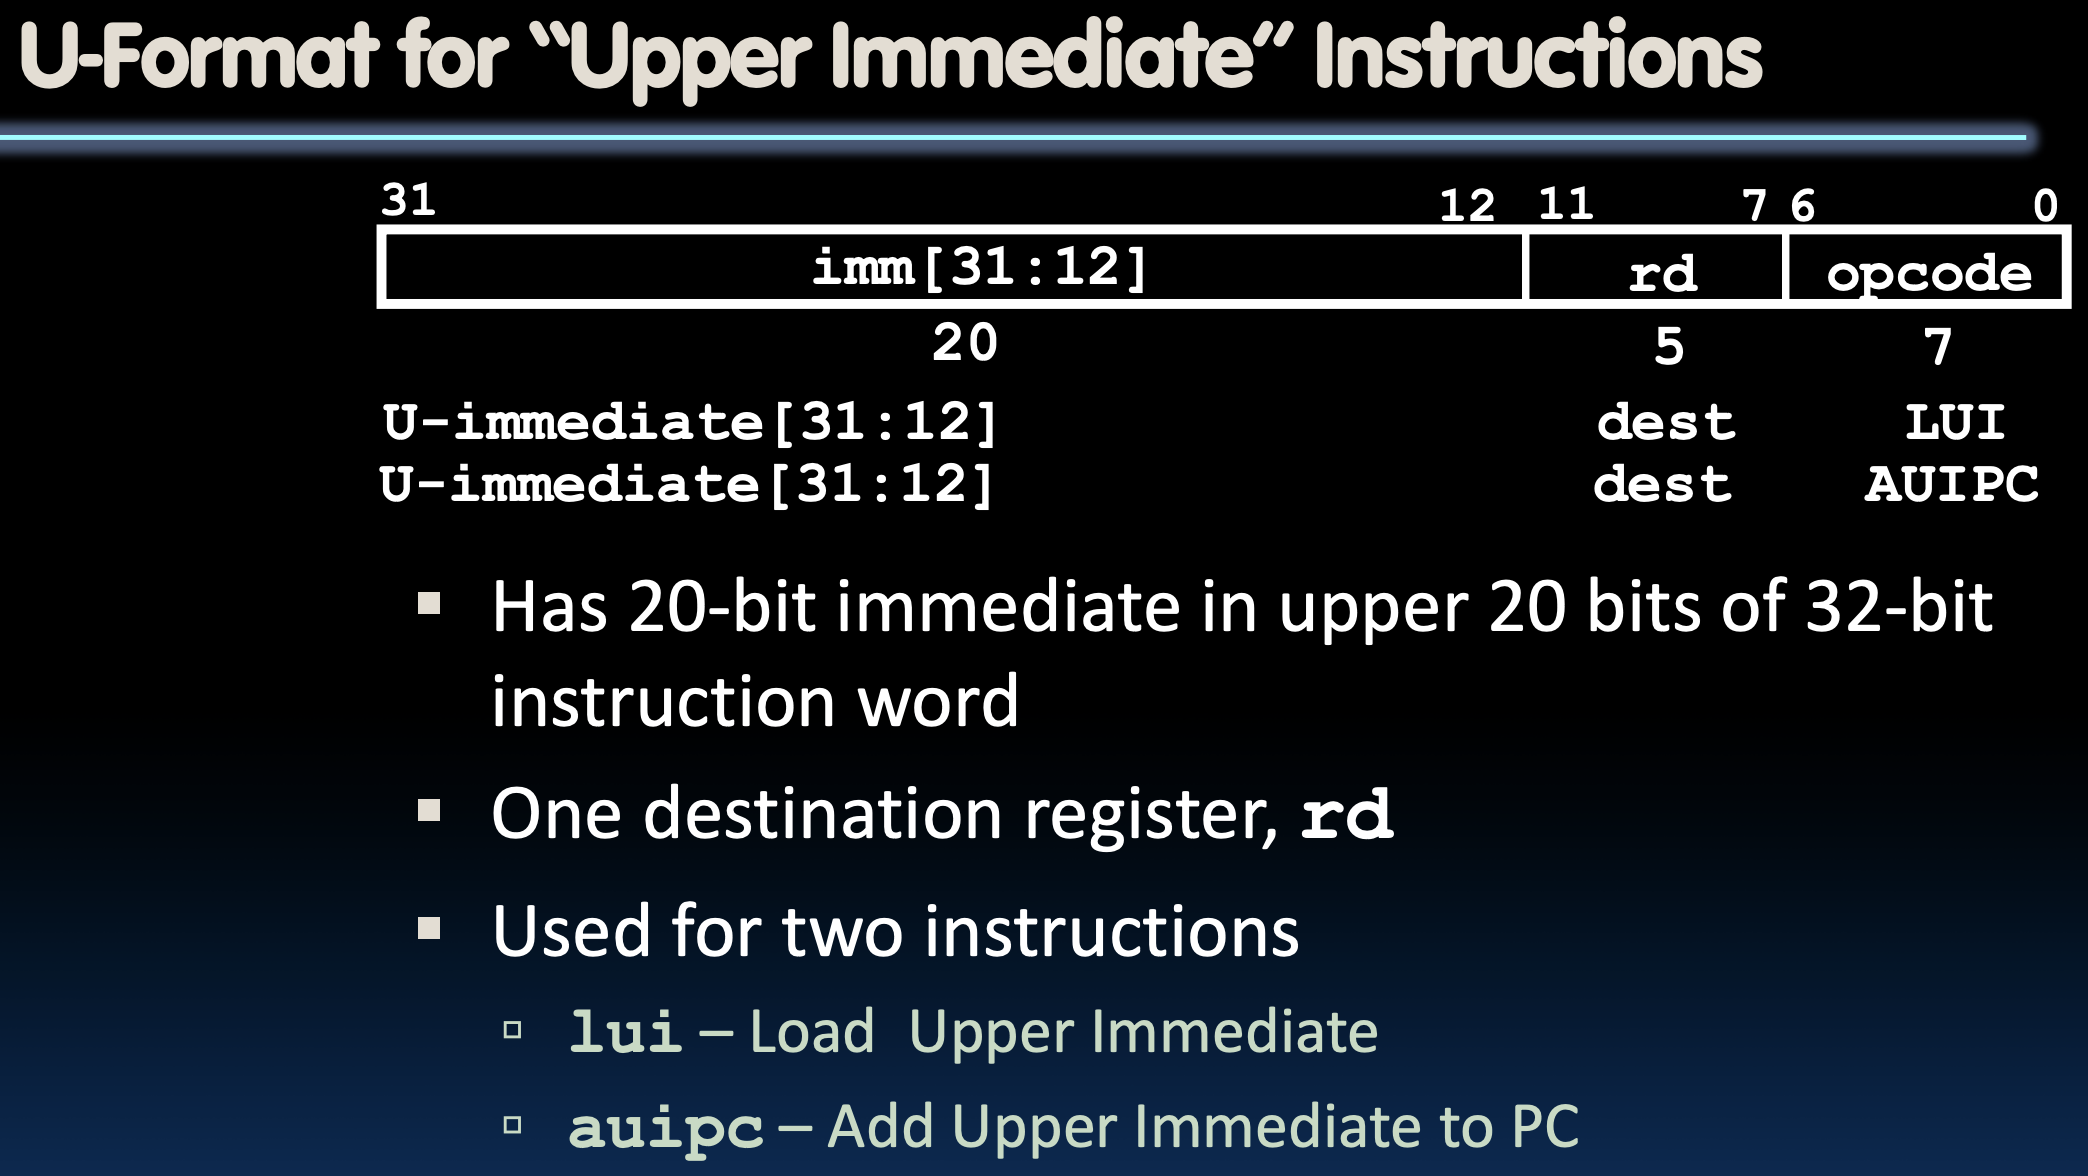 U-Format for “Upper Immediate” Instructions
31 12 11 7 6 0
imm[31:12] rd opcode
20 5 7
U-immediate[31:12] dest LUI
U-immediate[31:12] dest AUIPC
▪ Has 20-bit immediate in upper 20 bits of 32-bit
instruction word
▪ One destination register, rd
▪ Used for two instructions
▫ lui – Load  Upper Immediate
▫ auipc – Add Upper Immediate to PC